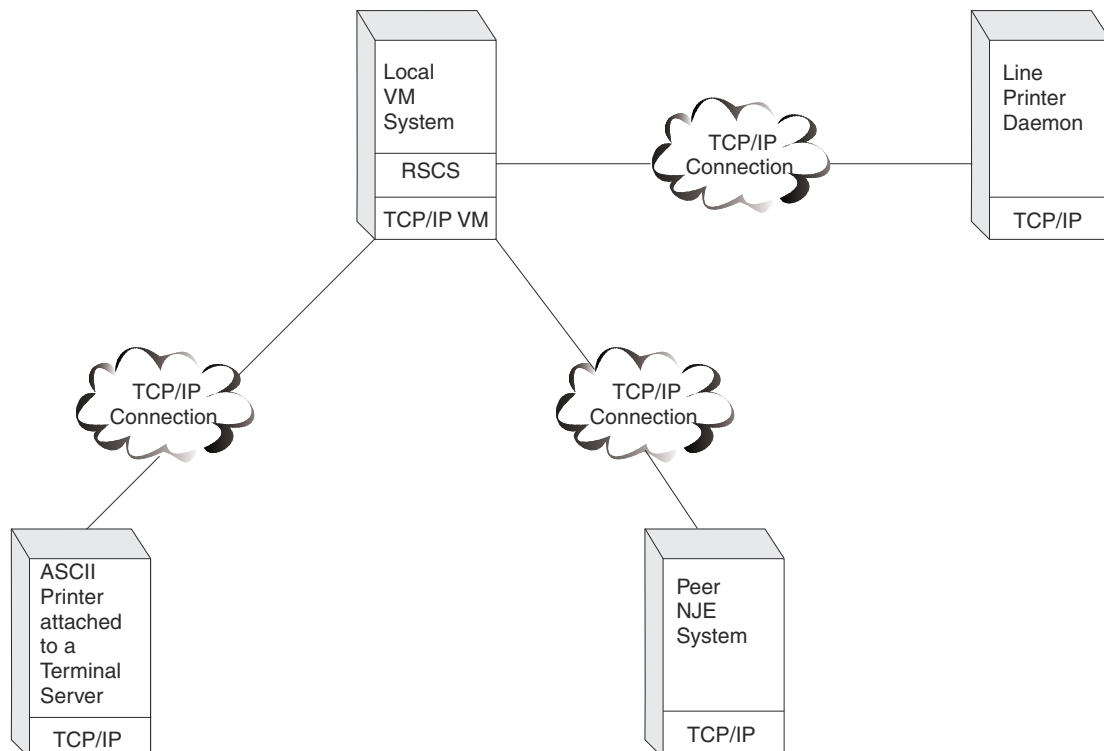 Local
VM
System
RSCS
TCP/IP VM
TCP/IP
Connection
Line
Printer
Daemon
TCP/IP
TCP/IP
Connection
TCP/IP
Connection
ASCII
Printer
attached
to a
Terminal
Server
TCP/IP
Peer
NJE
System
TCP/IP